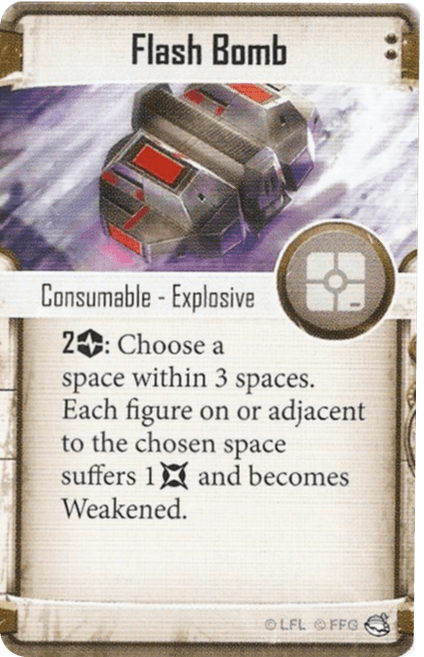 Flash Bomb
Consumable - Explosive
2: Choose a
space within 3 spaces.
Each figure on or adjacent
to the chosen space
suffers 1 and becomes
Weakened.
© LFL © FFG